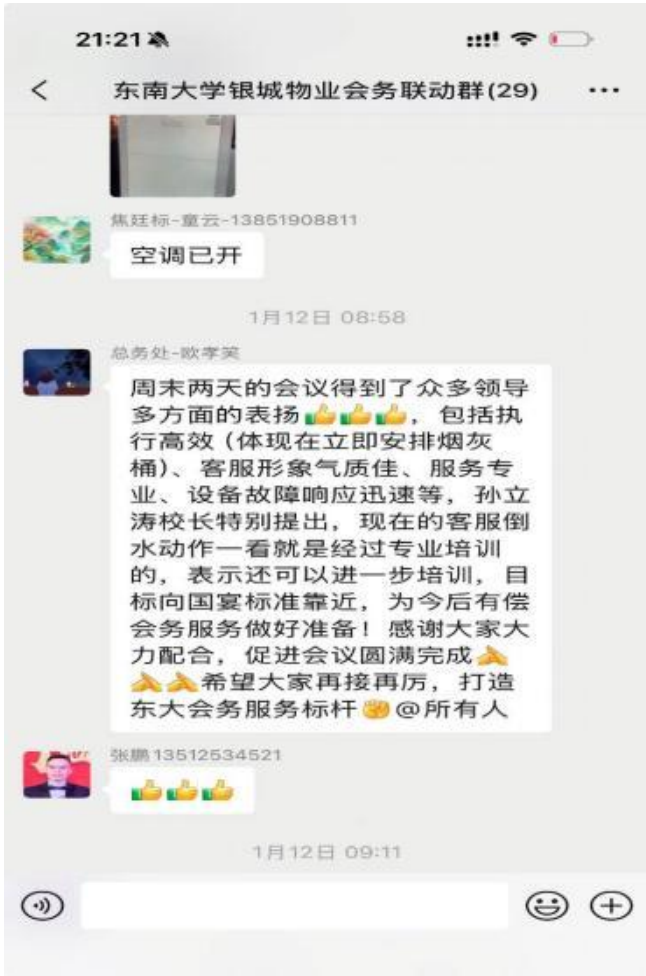 21:21
东南大学银城物业会务联动群(29)
焦廷标-童云-13851908811
空调已开
1月12日 08:58
总务处-欧孝笑
周末两天的会议得到了众多领导
多方面的表扬👍👍👍，包括执
行高效（体现在立即安排烟灰
桶）、客服形象气质佳、服务专
业、设备故障响应迅速等，孙立
涛校长特别提出，现在的客服倒
水动作一看就是经过专业培训
的，表示还可以进一步培训，目
标向国宴标准靠近，为今后有偿
会务服务做好准备！感谢大家大
力配合，促进会议圆满完成🙏
🙏🙏希望大家再接再厉，打造
东大会务服务标杆✊@所有人
张鹏13512534521
👍👍👍
1月12日 09:11